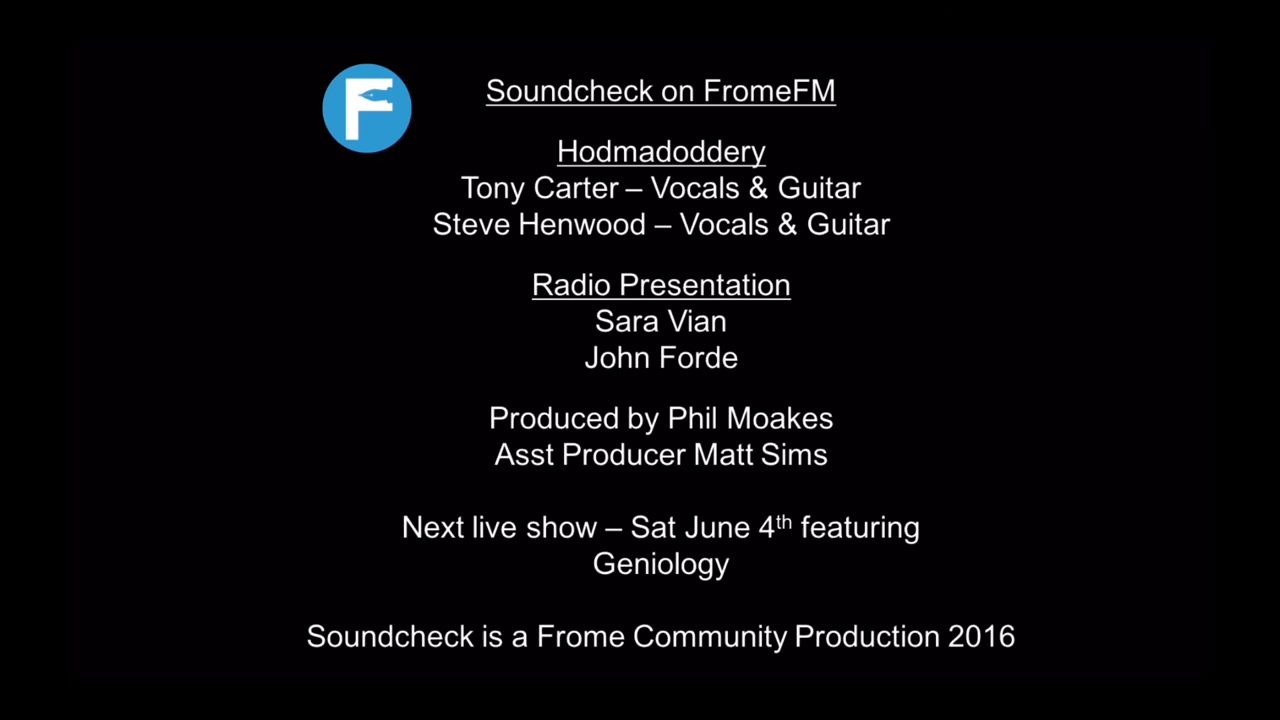 F
Soundcheck on FromeFM
Hodmadoddery
Tony Carter – Vocals & Guitar
Steve Henwood – Vocals & Guitar
Radio Presentation
Sara Vian
John Forde
Produced by Phil Moakes
Asst Producer Matt Sims
Next live show – Sat June 4th featuring
Geniology
Soundcheck is a Frome Community Production 2016